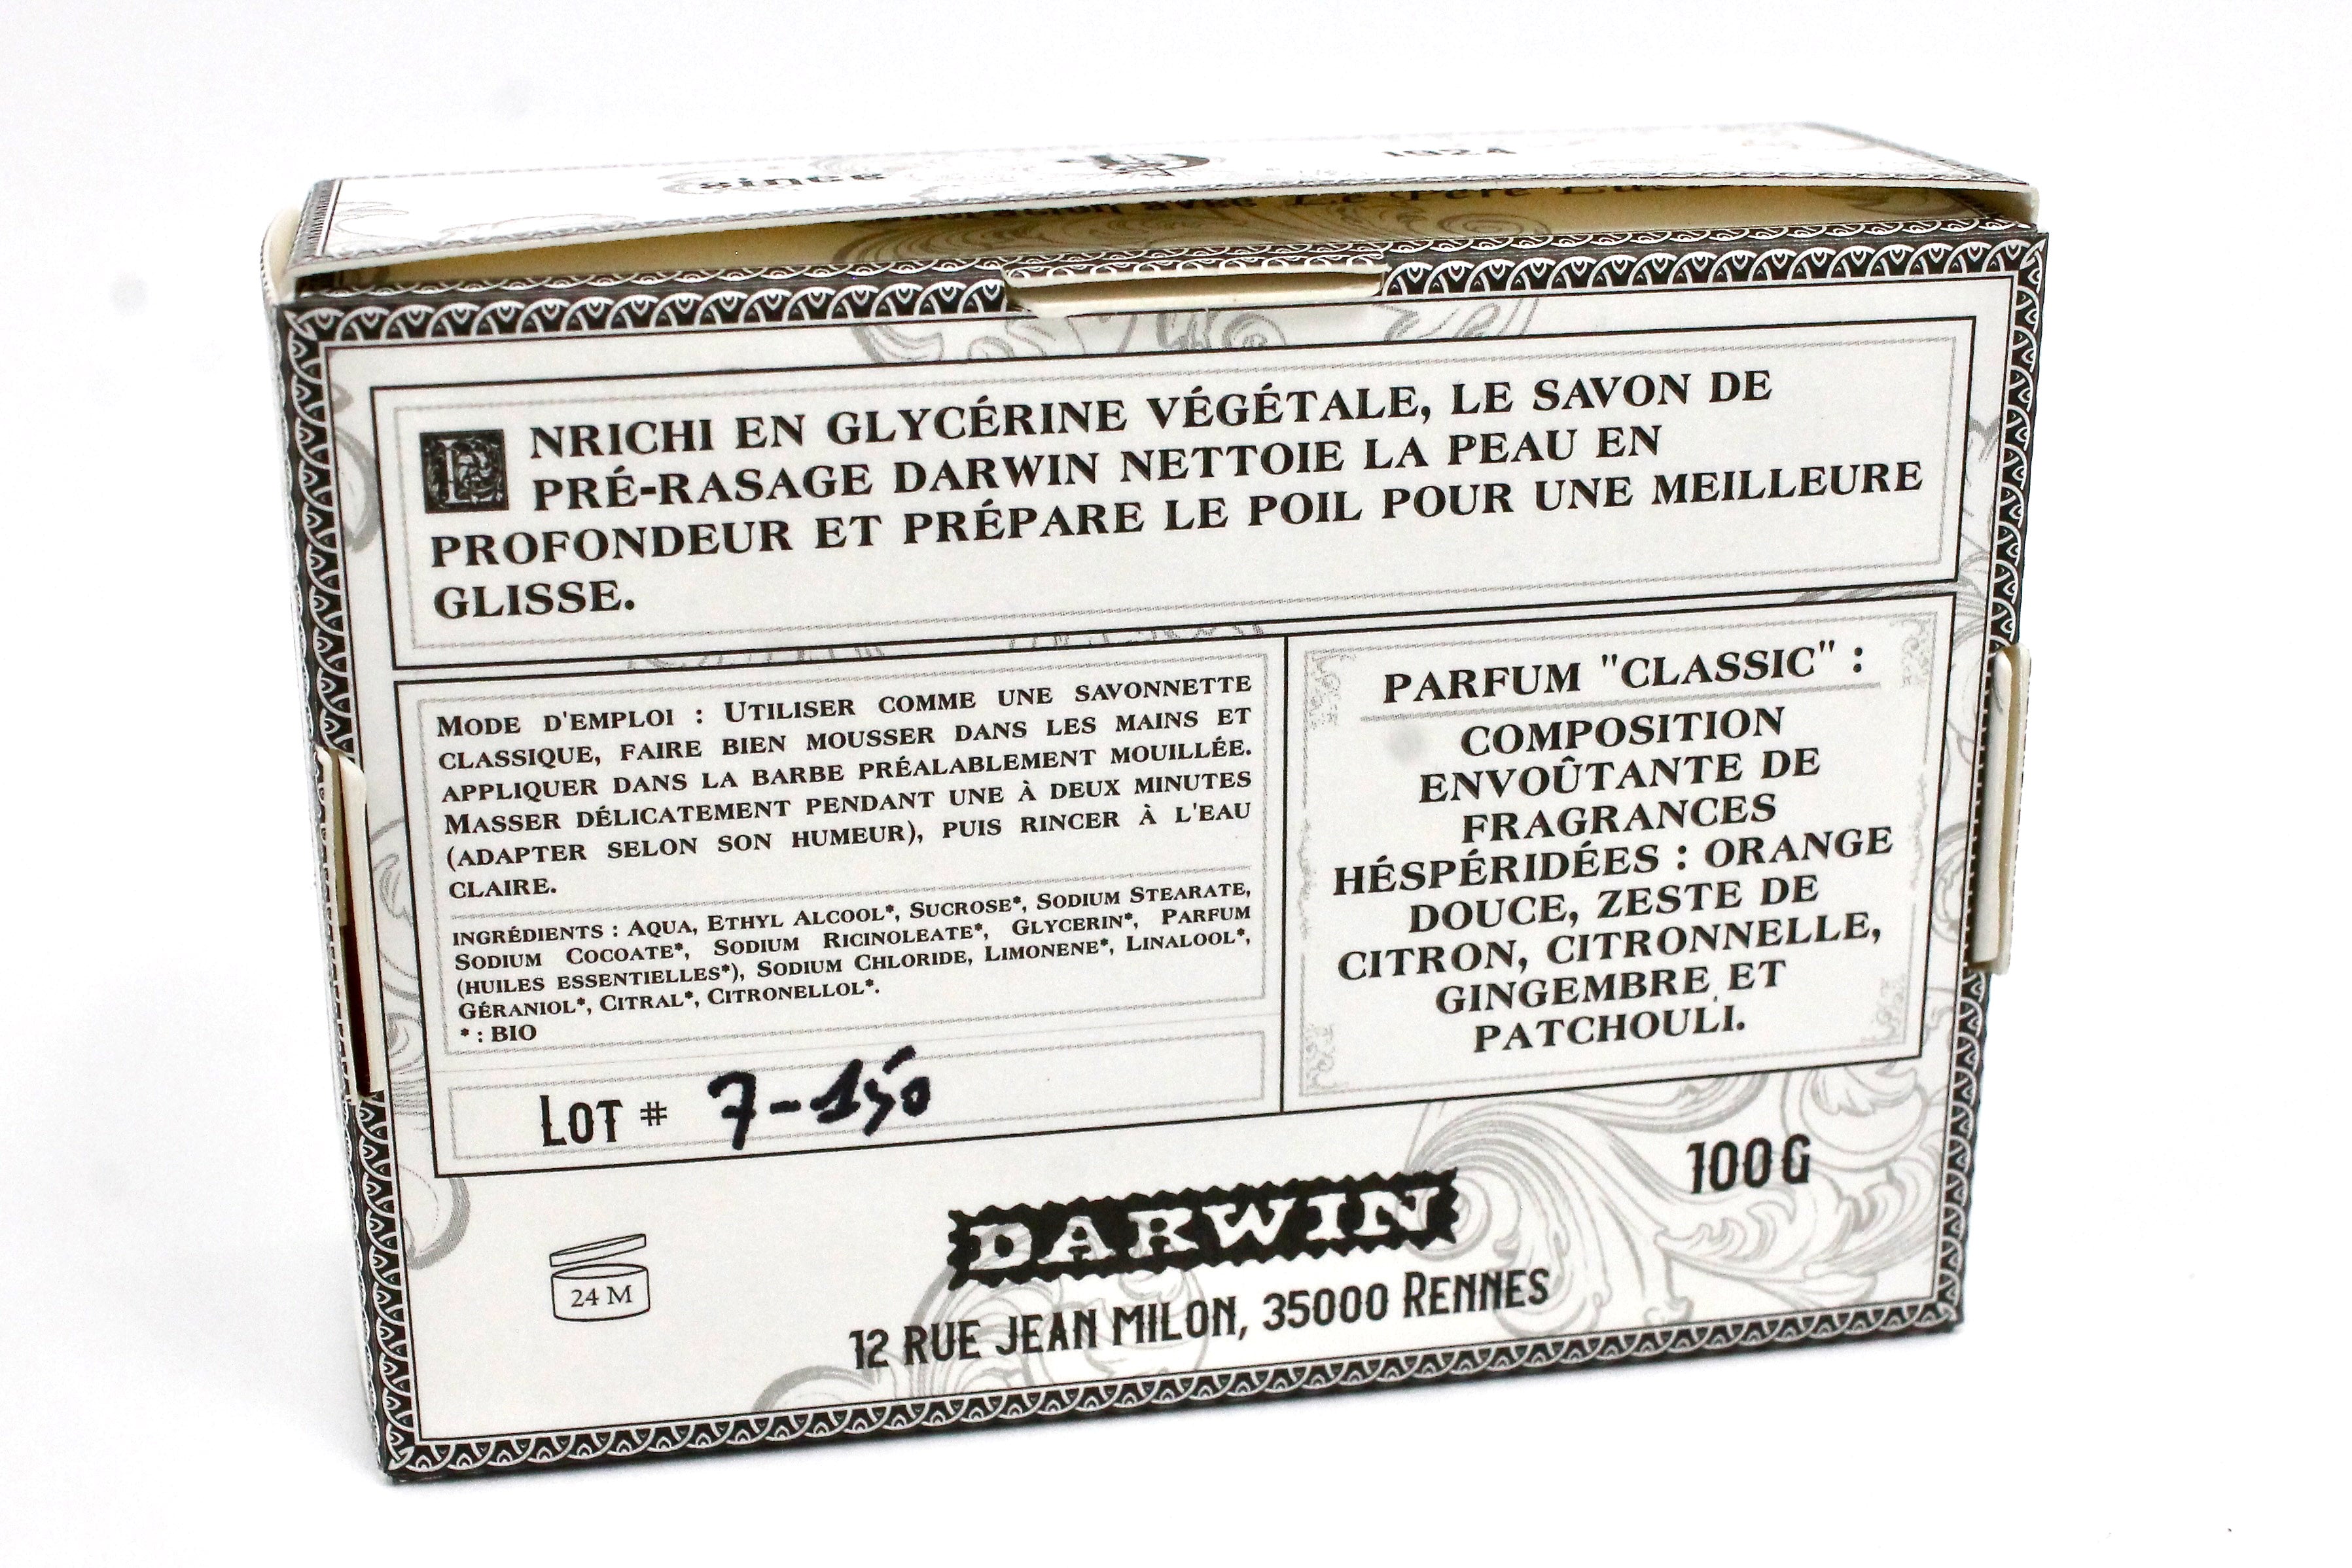 since 1924
ENRICHI EN GLYCÉRINE VÉGÉTALE, LE SAVON DE
PRÉ-RASAGE DARWIN NETTOIE LA PEAU EN
PROFONDEUR ET PRÉPARE LE POIL POUR UNE MEILLEURE
GLISSE.
MODE D'EMPLOI : UTILISER COMME UNE SAVONNETTE
CLASSIQUE, FAIRE BIEN MOUSSER DANS LES MAINS ET
APPLIQUER DANS LA BARBE PRÉALABLEMENT MOUILLÉE.
MASSER DÉLICATEMENT PENDANT UNE À DEUX MINUTES
(ADAPTER SELON SON HUMEUR), PUIS RINCER À L'EAU
CLAIRE.
INGRÉDIENTS : AQUA, ETHYL ALCOOL*, SUCROSE*, SODIUM STEARATE,
SODIUM COCOATE*, SODIUM RICINOLEATE*, GLYCERIN*, PARFUM
(HUILES ESSENTIELLES*), SODIUM CHLORIDE, LIMONENE*, LINALOOL*,
GÉRANIOL*, CITRAL*, CITRONELLOL*.
* : BIO
LOT # 7-150
PARFUM "CLASSIC" :
COMPOSITION
ENVOÛTANTE DE
FRAGRANCES
HÉSPÉRIDÉES : ORANGE
DOUCE, ZESTE DE
CITRON, CITRONNELLE,
GINGEMBRE ET
PATCHOULI.
100G
24 M
DARWIN
12 RUE JEAN MILON, 35000 RENNES